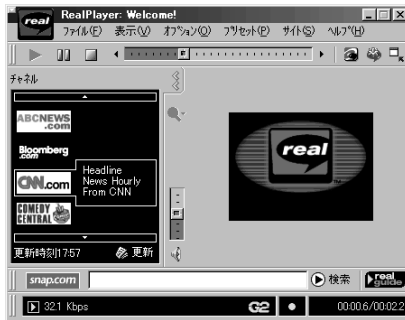 real
RealPlayer: Welcome!
ﾌｧｲﾙ(F) 表示(V) ｵﾌﾟｼｮﾝ(O) ﾌﾟﾘｾｯﾄ(P) ｻｲﾄ(S) ﾍﾙﾌﾟ(H)
ﾁｬﾈﾙ
ABCNEWS
.com
Bloomberg
.com
CNN.com
Headline
News Hourly
From CNN
COMEDY
CENTRAL
更新時刻17:57 更新
real
snap.com
検索
real
guide
32.1 Kbps
G2
00:00.6/00:02.2